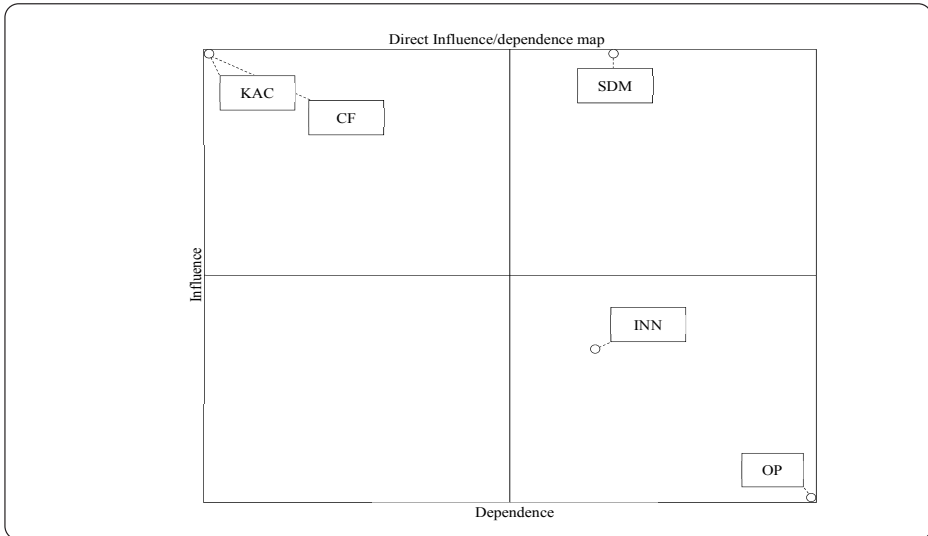 Direct Influence/dependence map
KAC
SDM
CF
Influence
INN
OP
Dependence